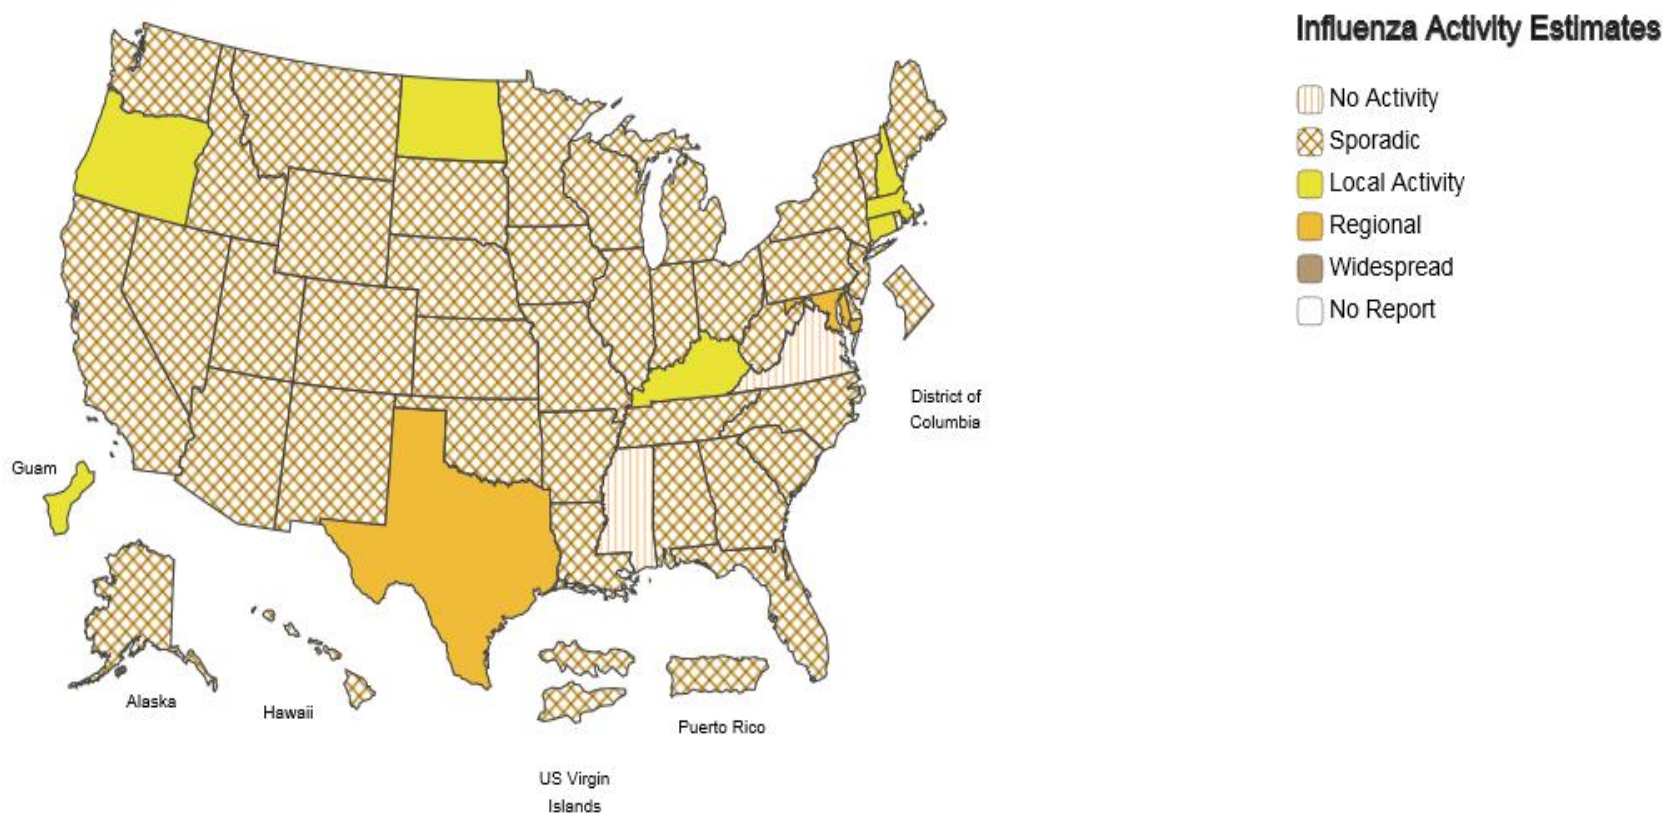 Influenza Activity Estimates
No Activity
Sporadic
Local Activity
Regional
Widespread
No Report
District of
Columbia
Guam
Alaska
Hawaii
Puerto Rico
US Virgin
Islands